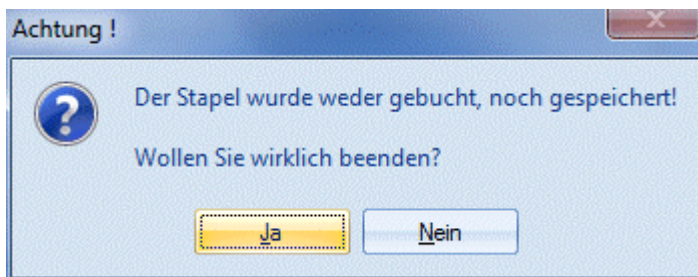 Achtung !
Der Stapel wurde weder gebucht, noch gespeichert!
Wollen Sie wirklich beenden?
Ja
Nein